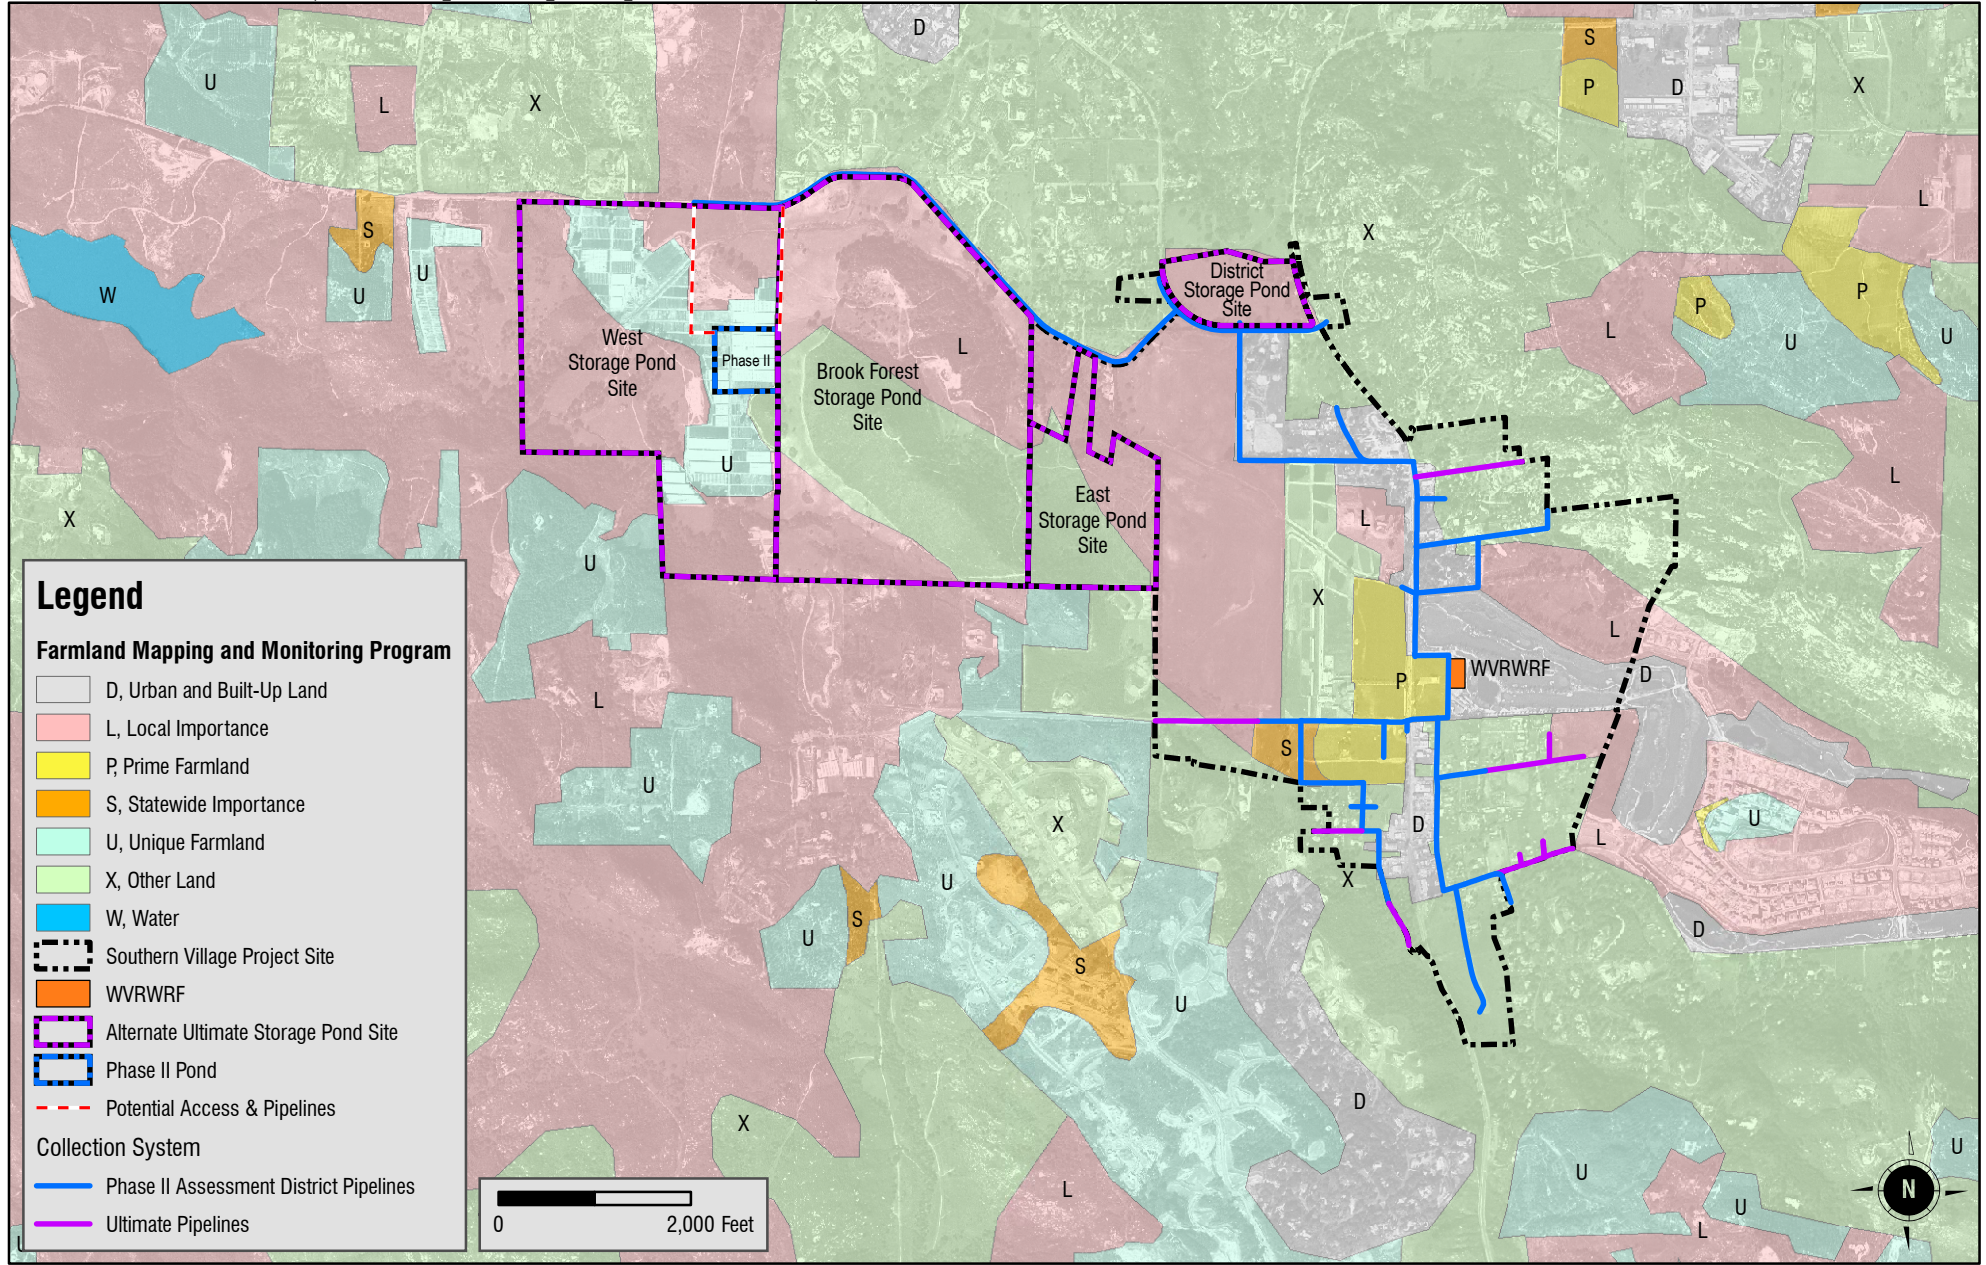 D
S
U
X
L
X
P
D
L
S
X
U
District
Storage Pond
Site
W
U
P
P
L
U
U
West
Storage Pond
Site
L
Phase II
Brook Forest
Storage Pond
Site
U
L
East
Storage Pond
Site
L
X
U
X
L
WVRWRF
D
P
L
S
U
U
X
D
U
L
U
X
S
U
D
S
U
D
X
L
U
U
U
L
Legend
Farmland Mapping and Monitoring Program
D, Urban and Built-Up Land
L, Local Importance
P, Prime Farmland
S, Statewide Importance
U, Unique Farmland
X, Other Land
W, Water
Southern Village Project Site
WVRWRF
Alternate Ultimate Storage Pond Site
Phase II Pond
Potential Access & Pipelines
Collection System
Phase II Assessment District Pipelines
Ultimate Pipelines
0
2,000 Feet
N